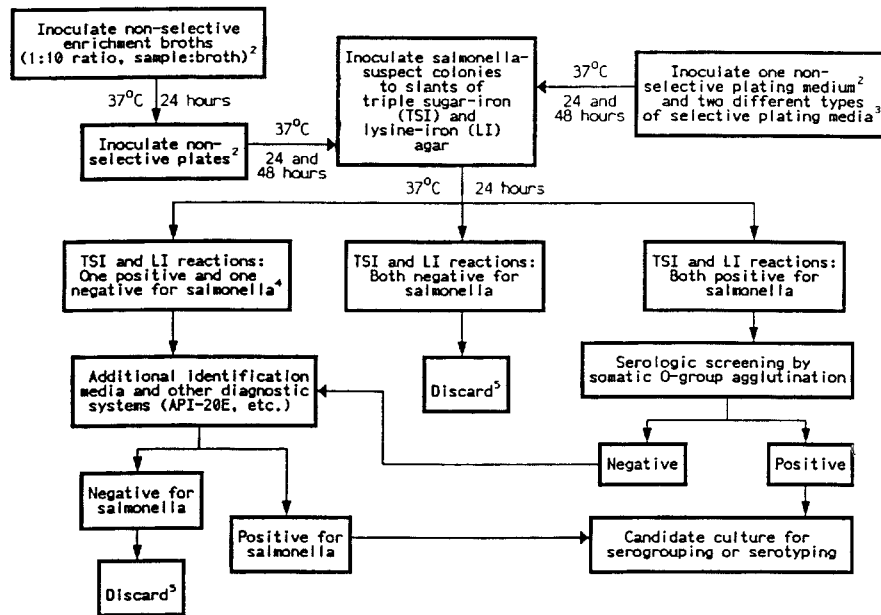 Inoculate non-selective
enrichment broths
(1:10 ratio, sample:broth)²
37°C
24 hours
Inoculate non-
selective plates²
37°C
24 and
48 hours
Inoculate salmonella-
suspect colonies
to slants of
triple sugar-iron
(TSI) and
lysine-iron (LI)
agar
37°C
24 and
48 hours
Inoculate one non-
selective plating medium²
and two different types
of selective plating media³
37°C
24 hours
TSI and LI reactions:
One positive and one
negative for salmonella⁴
TSI and LI reactions:
Both negative for
salmonella
TSI and LI reactions:
Both positive for
salmonella
Additional identification
media and other diagnostic
systems (API-20E, etc.)
Discard⁵
Serologic screening by
somatic O-group agglutination
Negative
Positive
Negative for
salmonella
Positive for
salmonella
Candidate culture for
serogrouping or serotyping
Discard⁵